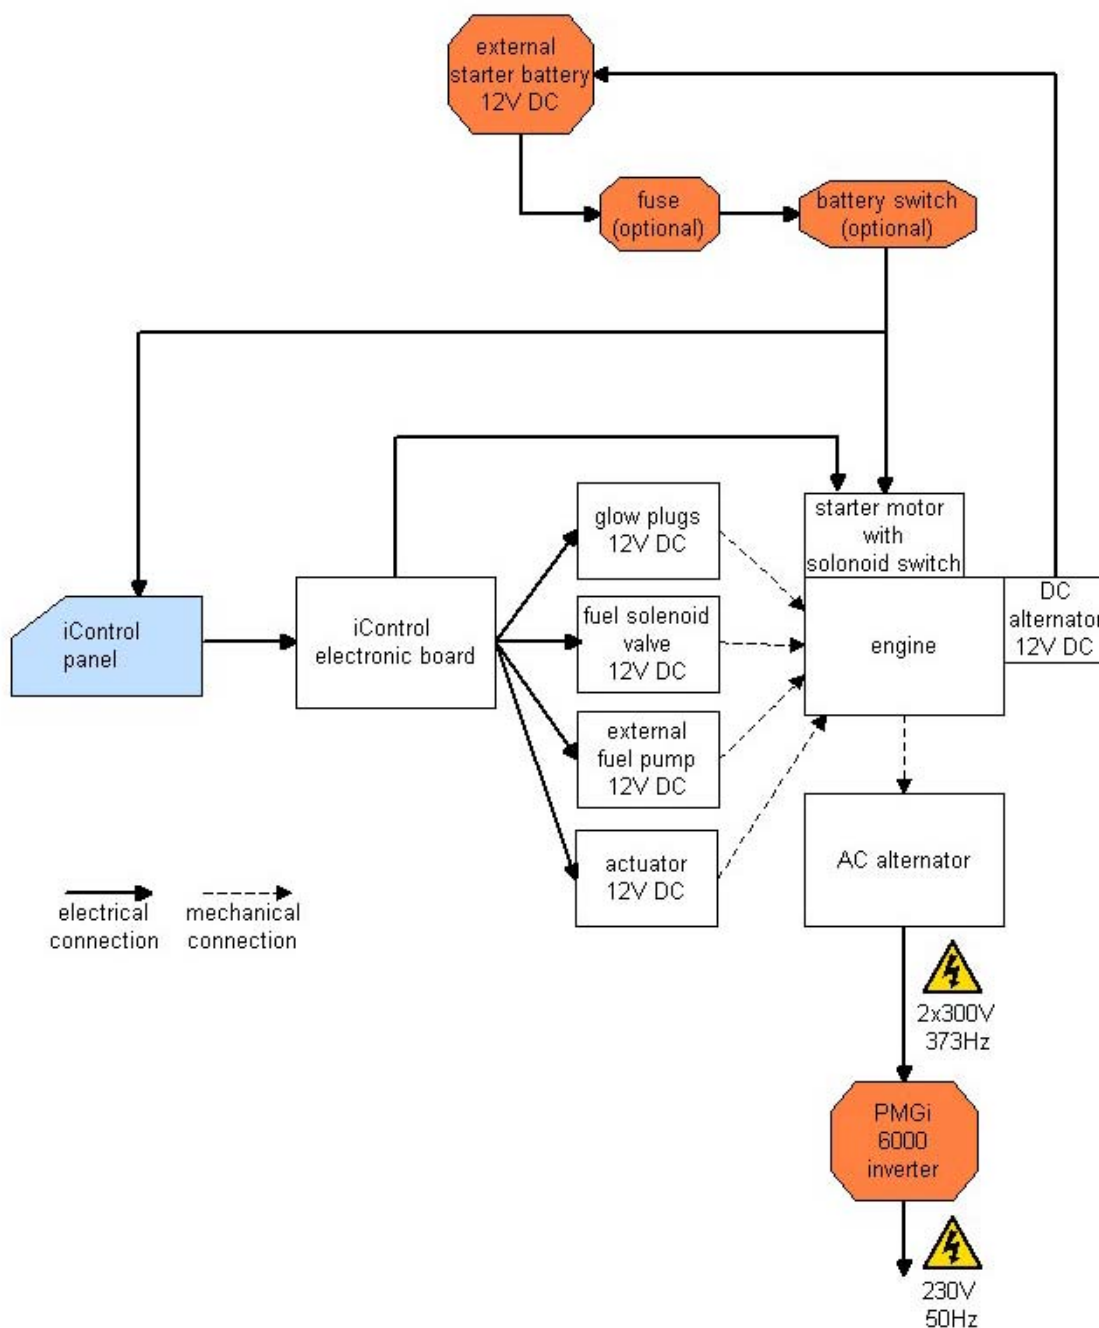 external
starter battery
12V DC
fuse
(optional)
battery switch
(optional)
glow plugs
12V DC
starter motor
with
solonoid switch
iControl
panel
iControl
electronic board
fuel solenoid
valve
12V DC
engine
DC
alternator
12V DC
external
fuel pump
12V DC
actuator
12V DC
AC alternator
electrical
connection
mechanical
connection
2x300V
373Hz
PMGi
6000
inverter
230V
50Hz